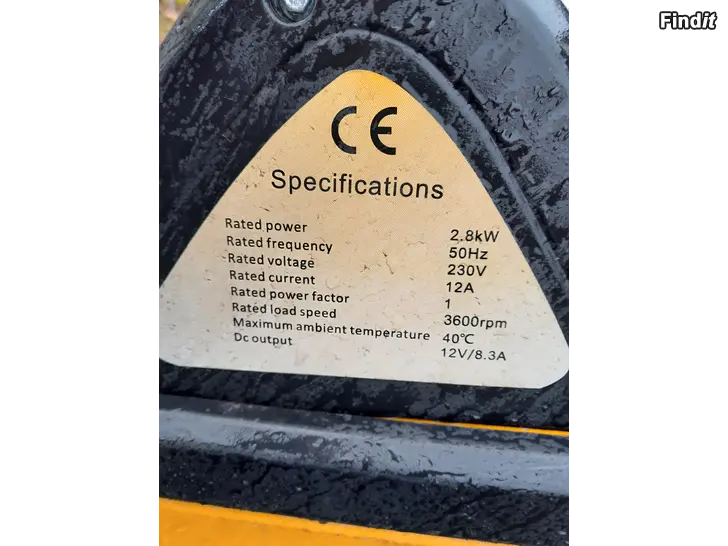 Findit
CE
Specifications
Rated power 2.8kW
Rated frequency 50Hz
Rated voltage 230V
Rated current 12A
Rated power factor 1
Rated load speed 3600rpm
Maximum ambient temperature 40℃
Dc output 12V/8.3A